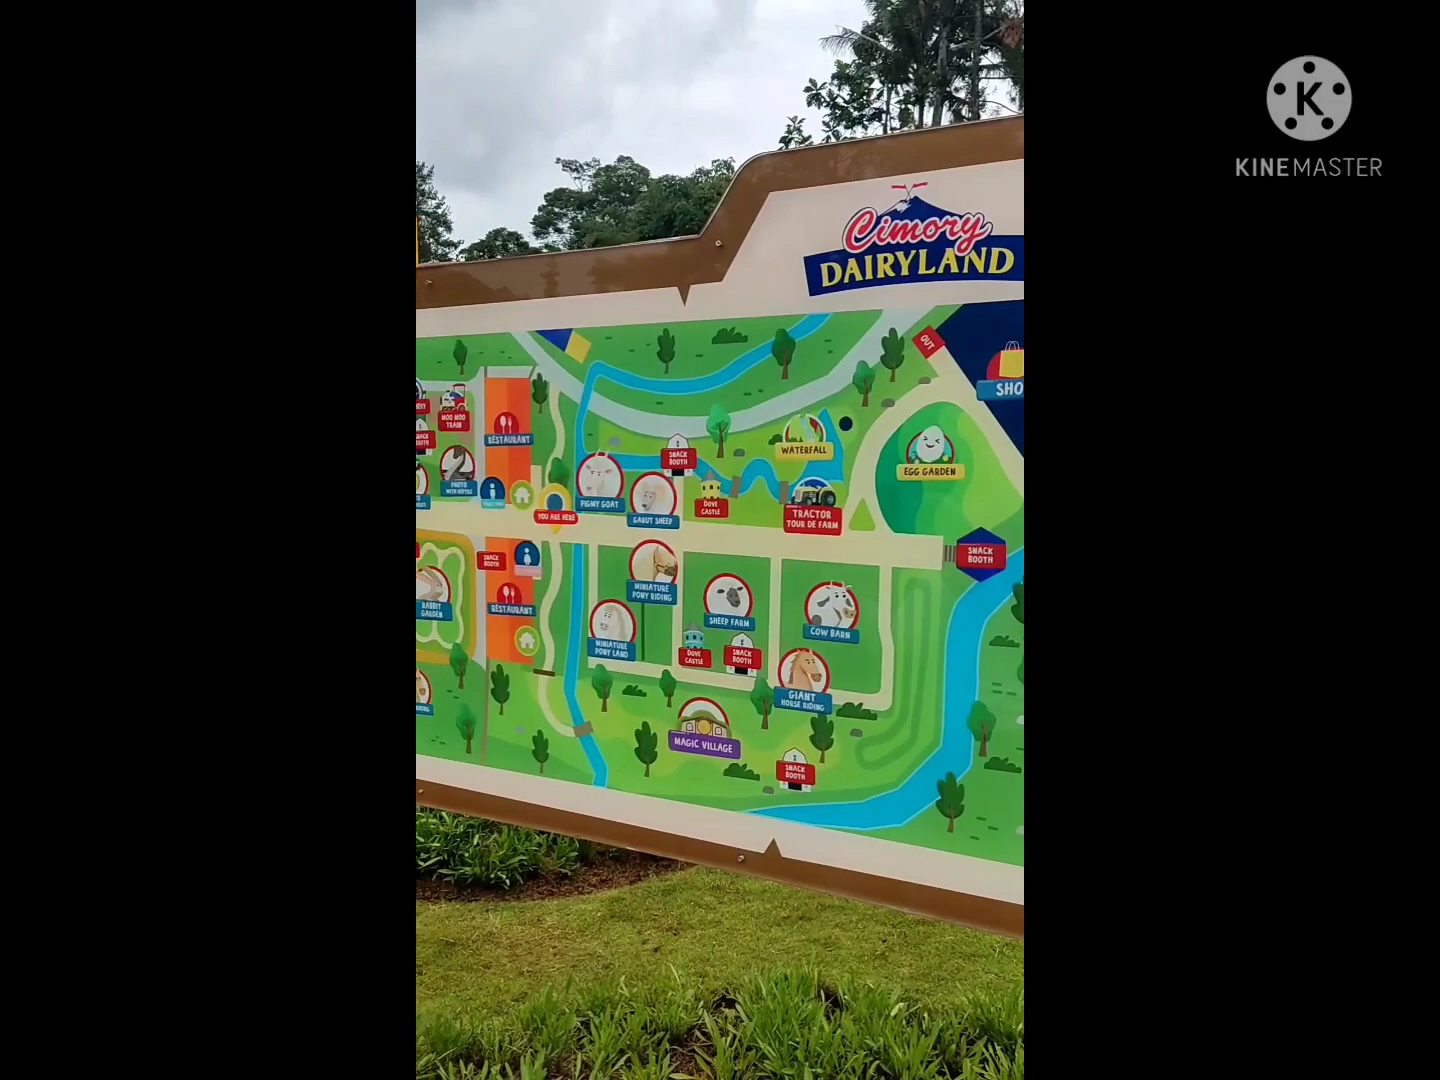 KINEMASTER
Cimory
DAIRYLAND
OUT
SHO
MOO MOO
TRAIN
RESTAURANT
SNACK
BOOTH
WATERFALL
EGG GARDEN
PHOTO
WITH REPTILE
PIGMY GOAT
GARUT SHEEP
DOVE
CASTLE
TRACTOR
TOUR DE FARM
YOU ARE HERE
SNACK
BOOTH
SNACK
BOOTH
RABBIT
GARDEN
RESTAURANT
MINIATURE
PONY RIDING
SHEEP FARM
COW BARN
MINIATURE
PONY LAND
DOVE
CASTLE
SNACK
BOOTH
GIANT
HORSE RIDING
MAGIC VILLAGE
SNACK
BOOTH